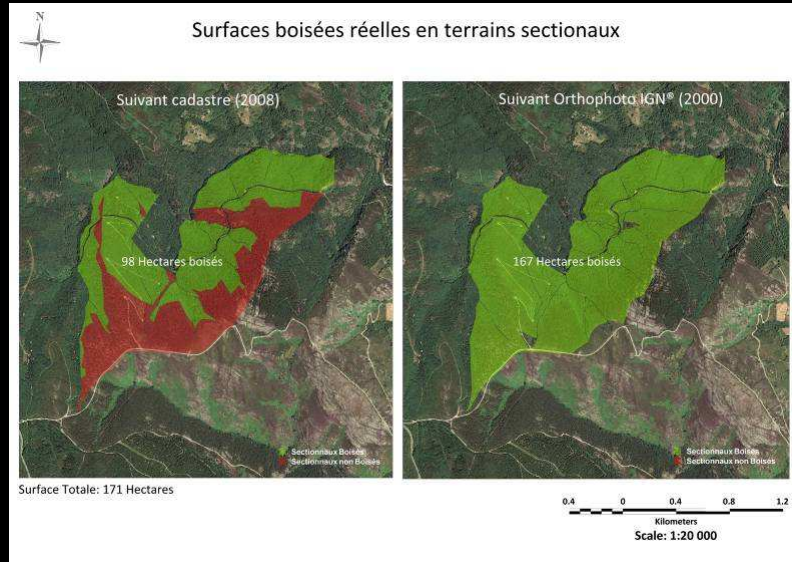 N
Surfaces boisées réelles en terrains sectionaux
Suivant cadastre (2008)
Suivant Orthophoto IGN® (2000)
98 Hectares boisés
167 Hectares boisés
Sectionnaux Boisés
Sectionnaux non Boisés
Sectionnaux Boisés
Sectionnaux non Boisés
Surface Totale: 171 Hectares
0.4 0 0.4 0.8 1.2
Kilometers
Scale: 1:20 000